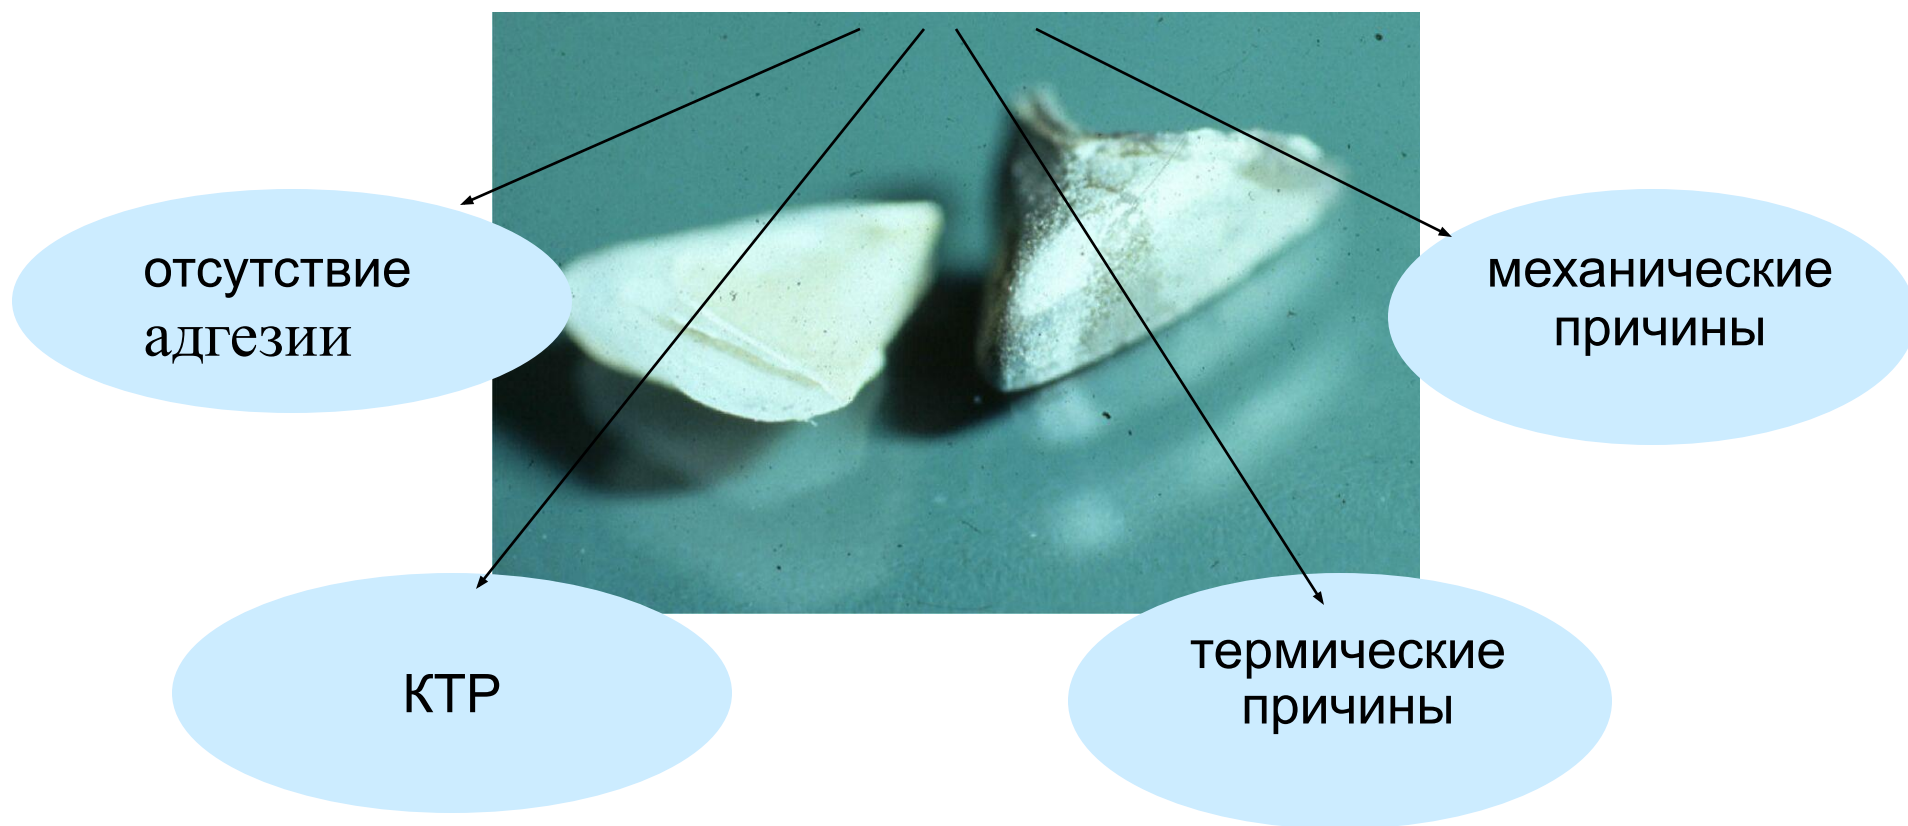 отсутствие
адгезии
механические
причины
КТР
термические
причины